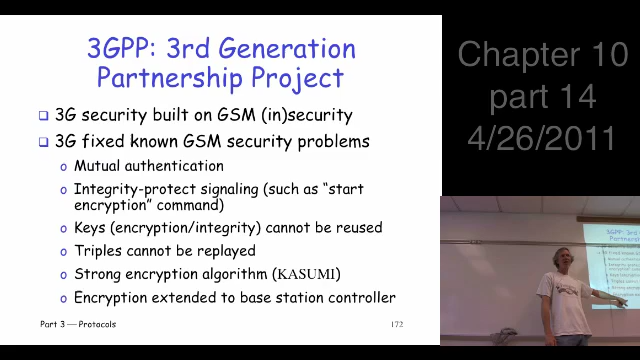 3GPP: 3rd Generation
Partnership Project
3G security built on GSM (in)security
3G fixed known GSM security problems
Mutual authentication
Integrity-protect signaling (such as "start
encryption" command)
Keys (encryption/integrity) cannot be reused
Triples cannot be replayed
Strong encryption algorithm (KASUMI)
Encryption extended to base station controller
Part 3 — Protocols
172
Chapter 10
part 14
4/26/2011